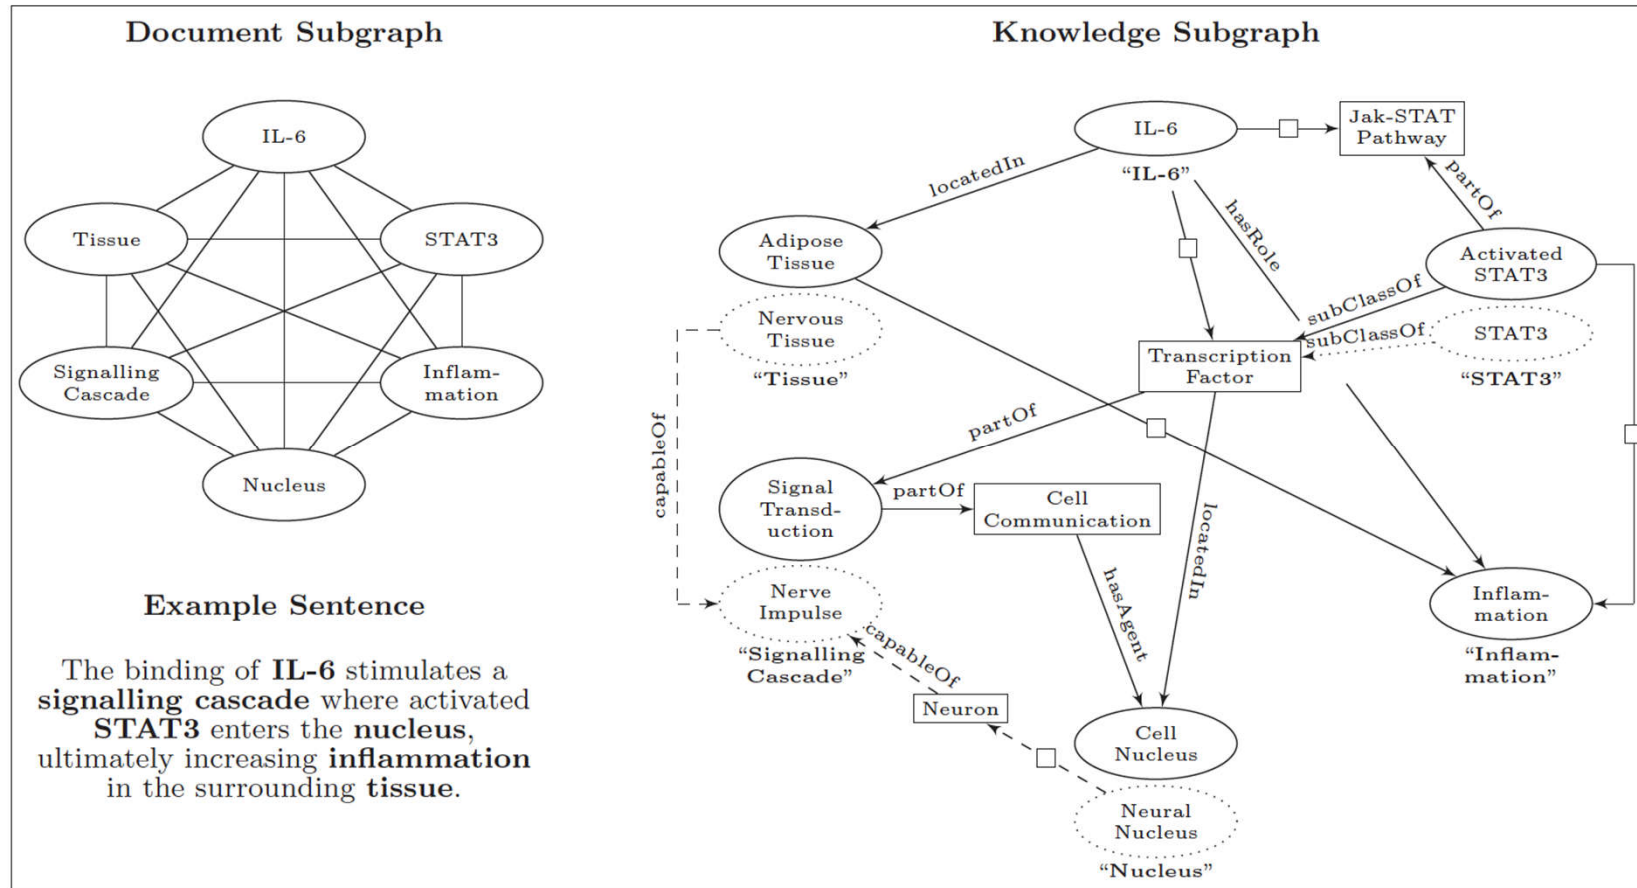 Document Subgraph
IL-6
Tissue
STAT3
Signalling
Cascade
Inflam-
mation
Nucleus
Example Sentence
The binding of IL-6 stimulates a
signalling cascade where activated
STAT3 enters the nucleus,
ultimately increasing inflammation
in the surrounding tissue.
Knowledge Subgraph
IL-6
“IL-6”
Jak-STAT
Pathway
locatedIn
hasRole
partOf
Adipose
Tissue
Nervous
Tissue
“Tissue”
Activated
STAT3
subClassOf
subClassOf
STAT3
“STAT3”
Transcription
Factor
capableOf
partOf
Signal
Transd-
uction
partOf
Cell
Communication
locatedIn
hasAgent
Nerve
Impulse
“Signalling
Cascade”
capableOf
Neuron
Inflam-
mation
“Inflam-
mation”
Cell
Nucleus
Neural
Nucleus
“Nucleus”